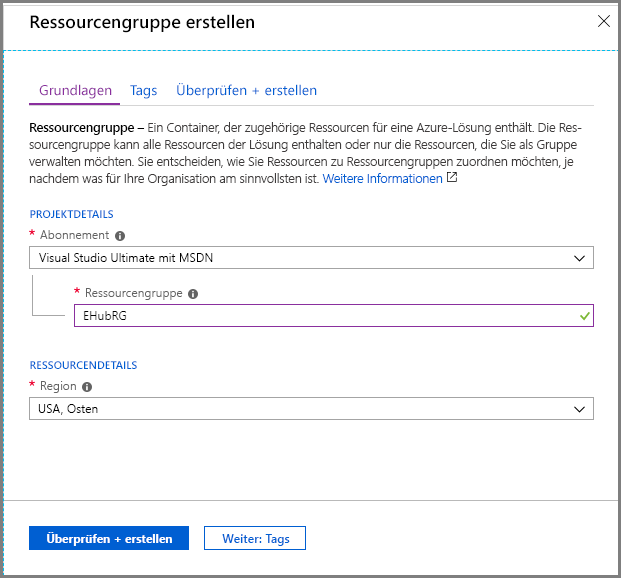 Ressourcengruppe erstellen
Grundlagen Tags Überprüfen + erstellen
Ressourcengruppe – Ein Container, der zugehörige Ressourcen für eine Azure-Lösung enthält. Die Res-
sourcengruppe kann alle Ressourcen der Lösung enthalten oder nur die Ressourcen, die Sie als Gruppe
verwalten möchten. Sie entscheiden, wie Sie Ressourcen zu Ressourcengruppen zuordnen möchten, je
nachdem was für Ihre Organisation am sinnvollsten ist. Weitere Informationen
PROJEKTDETAILS
* Abonnement
Visual Studio Ultimate mit MSDN
* Ressourcengruppe
EHubRG
RESSOURCENDETAILS
* Region
USA, Osten
Überprüfen + erstellen Weiter: Tags